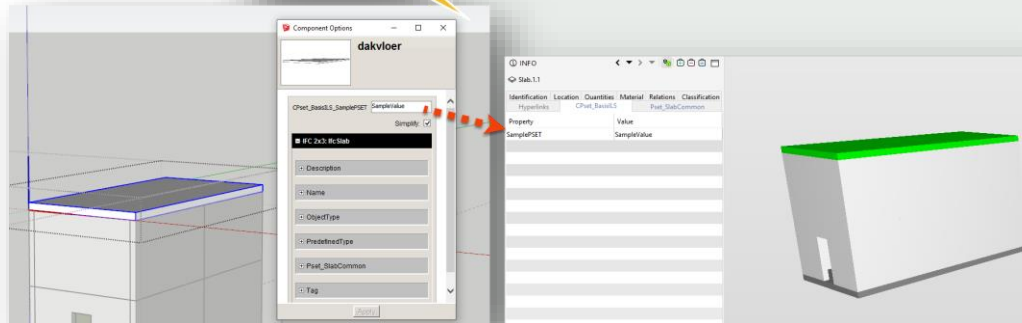 Component Options
dakvloer
CPset_BasisILS_SamplePSET SampleValue
Simplify
IFC 2x3: IfcSlab
Description
Name
ObjectType
PredefinedType
Pset_SlabCommon
Tag
Apply
INFO
Slab.1.1
Identification Location Quantities Material Relations Classification
Hyperlinks CPset_BasisILS Pset_SlabCommon
Property Value
SamplePSET SampleValue